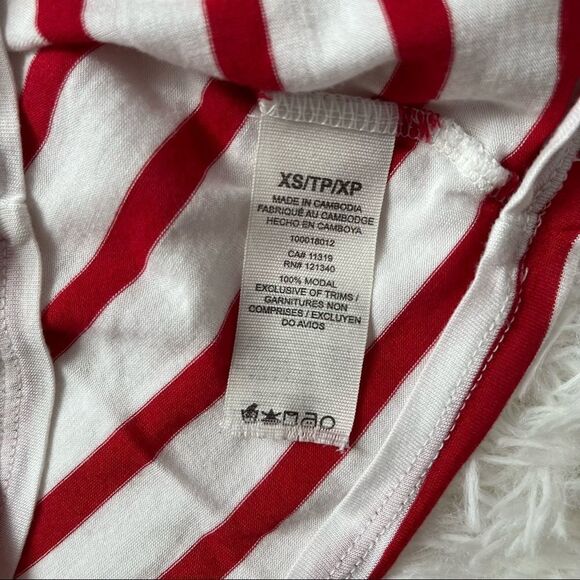 XS/TP/XP
MADE IN CAMBODIA
FABRIQUÉ AU CAMBODGE
HECHO EN CAMBOYA
100018012
CA# 11319
RN# 121340
100% MODAL
EXCLUSIVE OF TRIMS /
GARNITURES NON
COMPRISES / EXCLUYEN
DO AVIOS